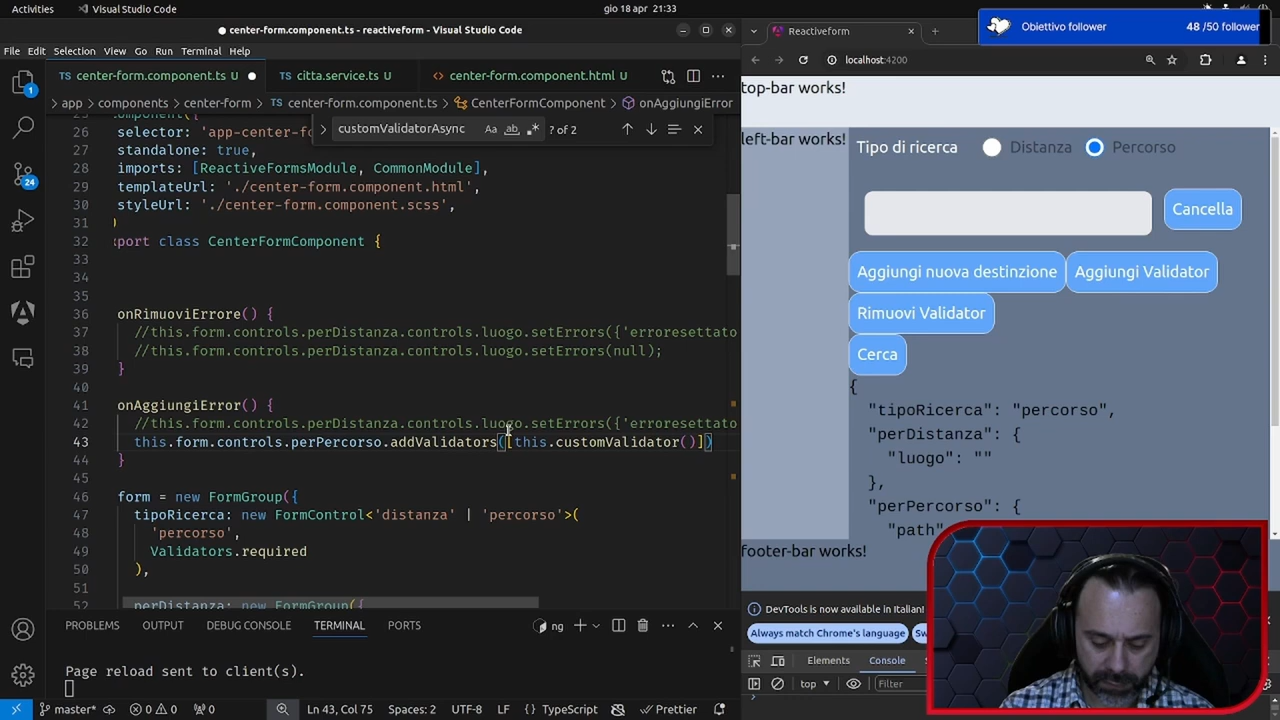 Activities
Visual Studio Code
gio 18 apr 21:33
● center-form.component.ts - reactiveform - Visual Studio Code
File Edit Selection View Go Run Terminal Help
center-form.component.ts U ●
citta.service.ts U
center-form.component.html U
app > components > center-form > center-form.component.ts > CenterFormComponent > onAggiungiError
customValidatorAsync
? of 2
26 selector: 'app-center-fo
27 standalone: true,
28 imports: [ReactiveFormsModule, CommonModule],
29 templateUrl: './center-form.component.html',
30 styleUrl: './center-form.component.scss',
31 )
32 port class CenterFormComponent {
33
34
35
36 onRimuoviErrore() {
37 //this.form.controls.perDistanza.controls.luogo.setErrors({'erroresettato
38 //this.form.controls.perDistanza.controls.luogo.setErrors(null);
39 }
40
41 onAggiungiError() {
42 //this.form.controls.perDistanza.controls.luogo.setErrors({'erroresettato
43 this.form.controls.perPercorso.addValidators([this.customValidator()])
44 }
45
46 form = new FormGroup({
47 tipoRicerca: new FormControl<'distanza' | 'percorso'>(
48 'percorso',
49 Validators.required
50 ),
51
52 perDistanza: new FormGroup({
PROBLEMS OUTPUT DEBUG CONSOLE TERMINAL PORTS
ng
Page reload sent to client(s).
1
24
master* 0 0 0
Ln 43, Col 75 Spaces: 2 UTF-8 LF TypeScript Prettier
Reactiveform
localhost:4200
Obiettivo follower
48 /50 follower
top-bar works!
left-bar works!
Tipo di ricerca Distanza Percorso
Cancella
Aggiungi nuova destinzione Aggiungi Validator
Rimuovi Validator
Cerca
{
"tipoRicerca": "percorso",
"perDistanza": {
"luogo": ""
},
"perPercorso": {
"path"
footer-bar works!
DevTools is now available in Italian!
Always match Chrome's language
Elements Console
top
Filter